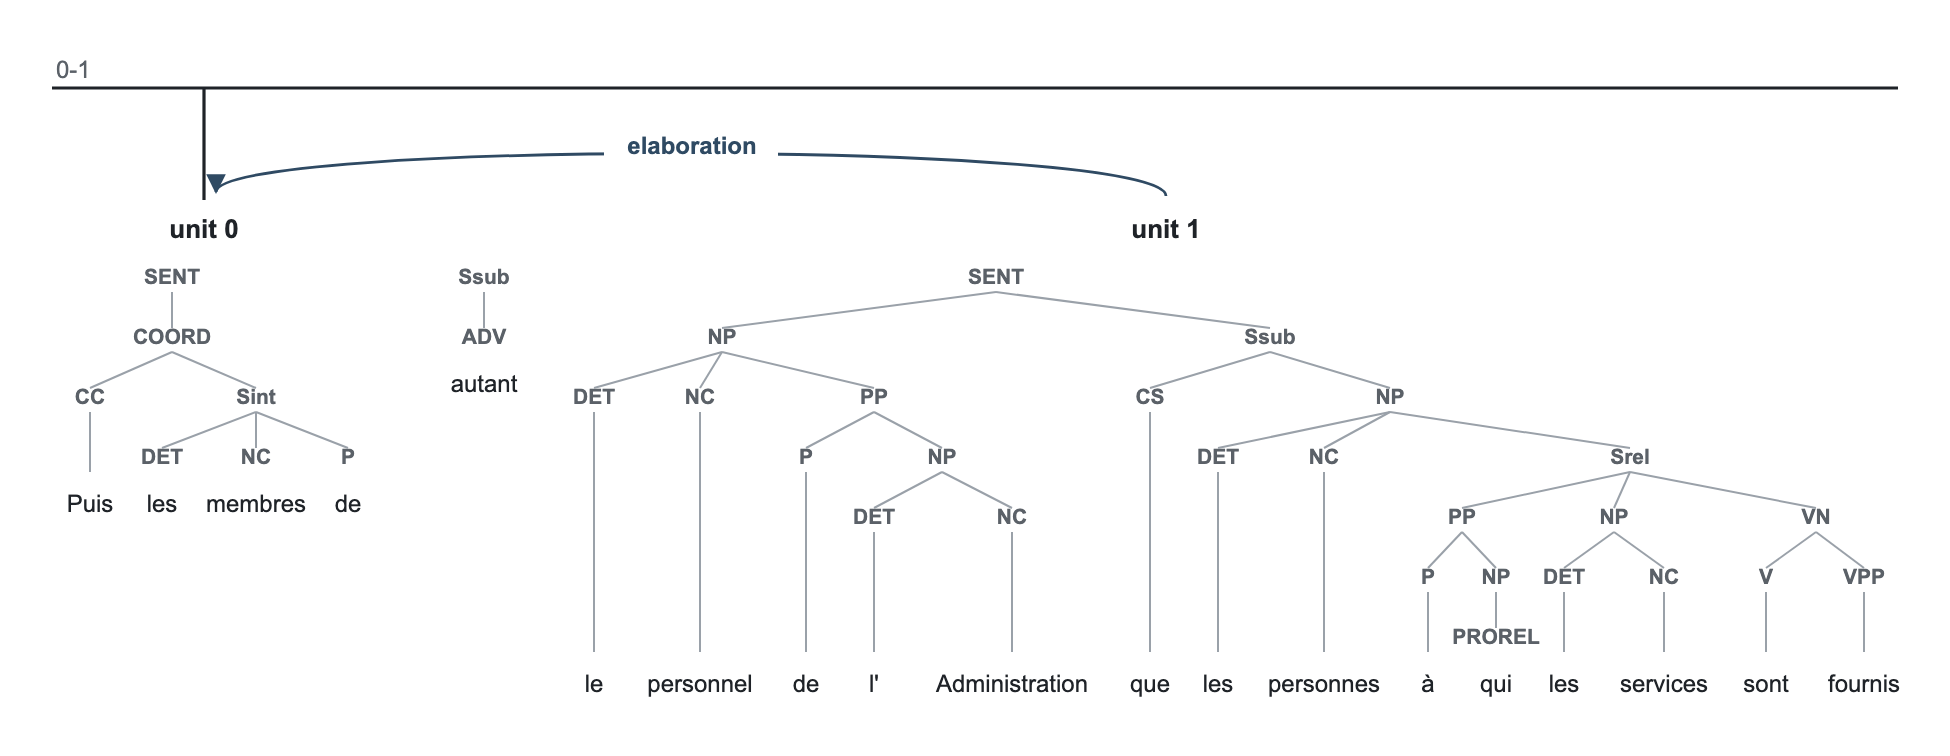 0-1
elaboration
unit 0 unit 1
SENT Ssub SENT
COORD ADV NP Ssub
autant
CC Sint DET NC PP CS NP
DET NC P P NP DET NC Srel
Puis les membres de
DET NC PP NP VN
P NP DET NC V VPP
PROREL
le personnel de l' Administration que les personnes à qui les services sont fournis